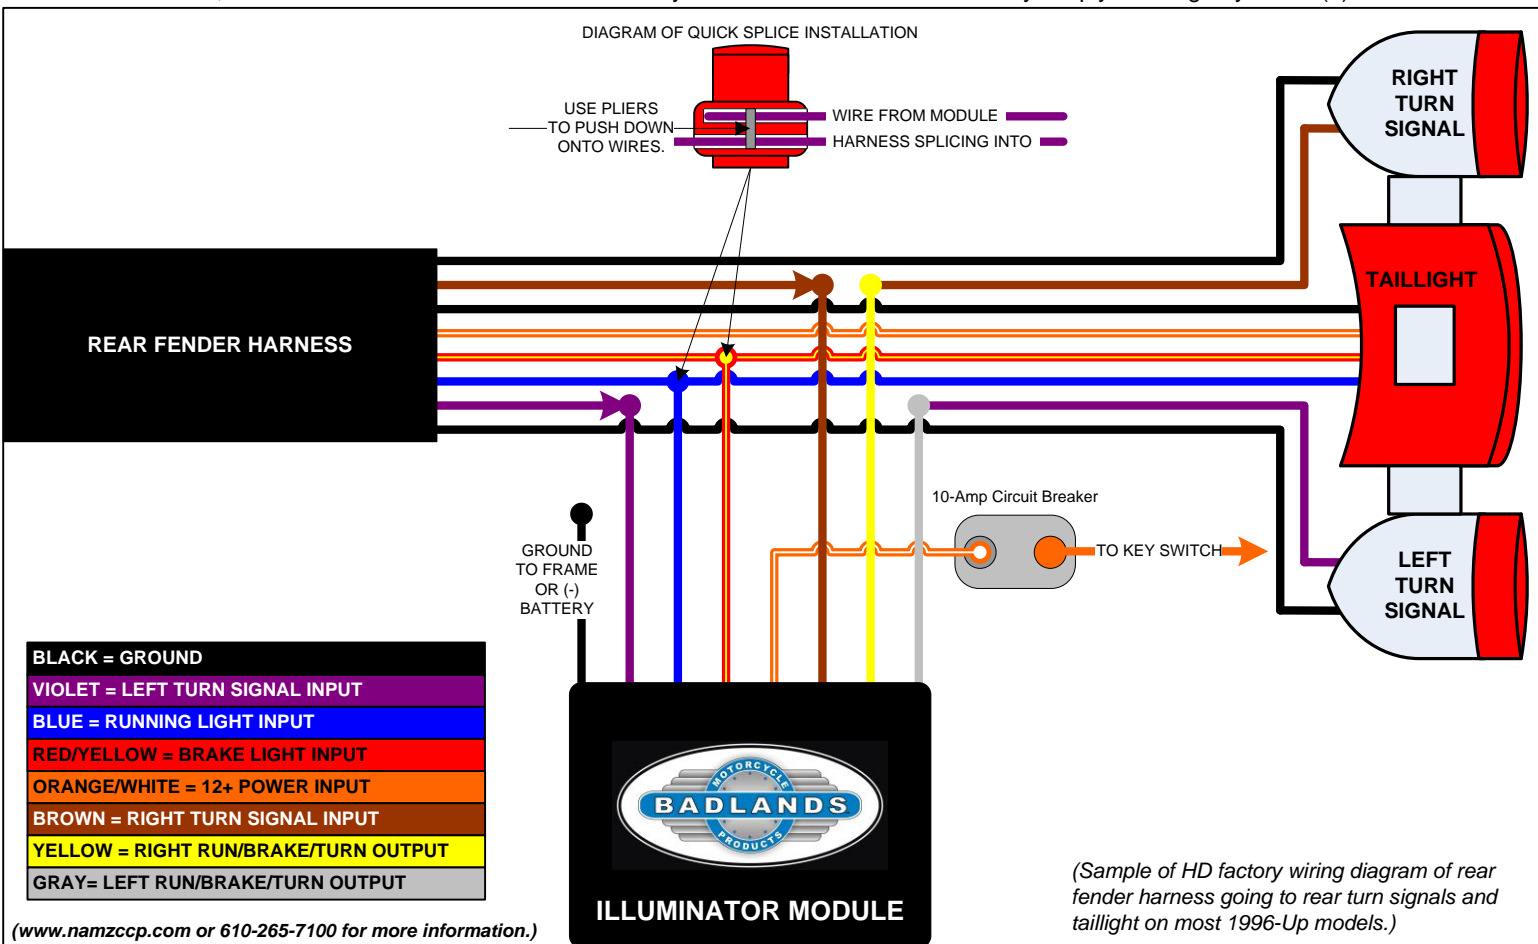 DIAGRAM OF QUICK SPLICE INSTALLATION
USE PLIERS
TO PUSH DOWN
ONTO WIRES.
WIRE FROM MODULE
HARNESS SPLICING INTO
RIGHT
TURN
SIGNAL
TAILLIGHT
REAR FENDER HARNESS
10-Amp Circuit Breaker
TO KEY SWITCH
GROUND
TO FRAME
OR (-)
BATTERY
LEFT
TURN
SIGNAL
BLACK = GROUND
VIOLET = LEFT TURN SIGNAL INPUT
BLUE = RUNNING LIGHT INPUT
RED/YELLOW = BRAKE LIGHT INPUT
ORANGE/WHITE = 12+ POWER INPUT
BROWN = RIGHT TURN SIGNAL INPUT
YELLOW = RIGHT RUN/BRAKE/TURN OUTPUT
GRAY= LEFT RUN/BRAKE/TURN OUTPUT
(www.namzccp.com or 610-265-7100 for more information.)
MOTORCYCLE
BADLANDS
PRODUCTS
ILLUMINATOR MODULE
(Sample of HD factory wiring diagram of rear
fender harness going to rear turn signals and
taillight on most 1996-Up models.)